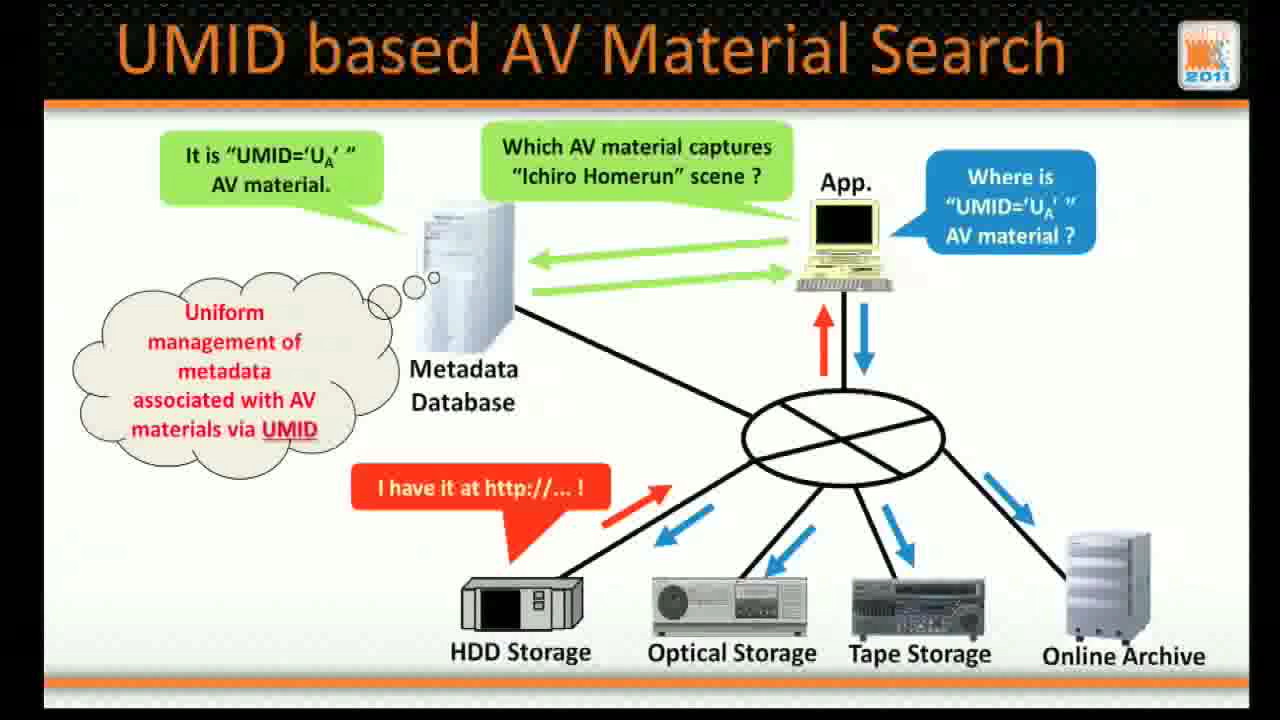 UMID based AV Material Search
2011
It is “UMID=‘UA’ ”
AV material.
Which AV material captures
“Ichiro Homerun” scene ?
App.
Where is
“UMID=‘UA’ ”
AV material ?
Uniform
management of
metadata
associated with AV
materials via UMID
Metadata
Database
I have it at http://... !
HDD Storage
Optical Storage
Tape Storage
Online Archive